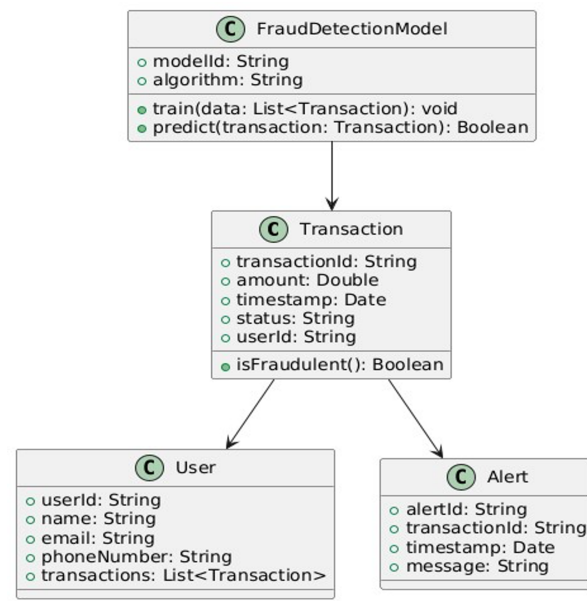 C FraudDetectionModel
modelId: String
algorithm: String
train(data: List<Transaction): void
predict(transaction: Transaction): Boolean
C Transaction
transactionId: String
amount: Double
timestamp: Date
status: String
userId: String
isFraudulent(): Boolean
C User
userId: String
name: String
email: String
phoneNumber: String
transactions: List<Transaction>
C Alert
alertId: String
transactionId: String
timestamp: Date
message: String